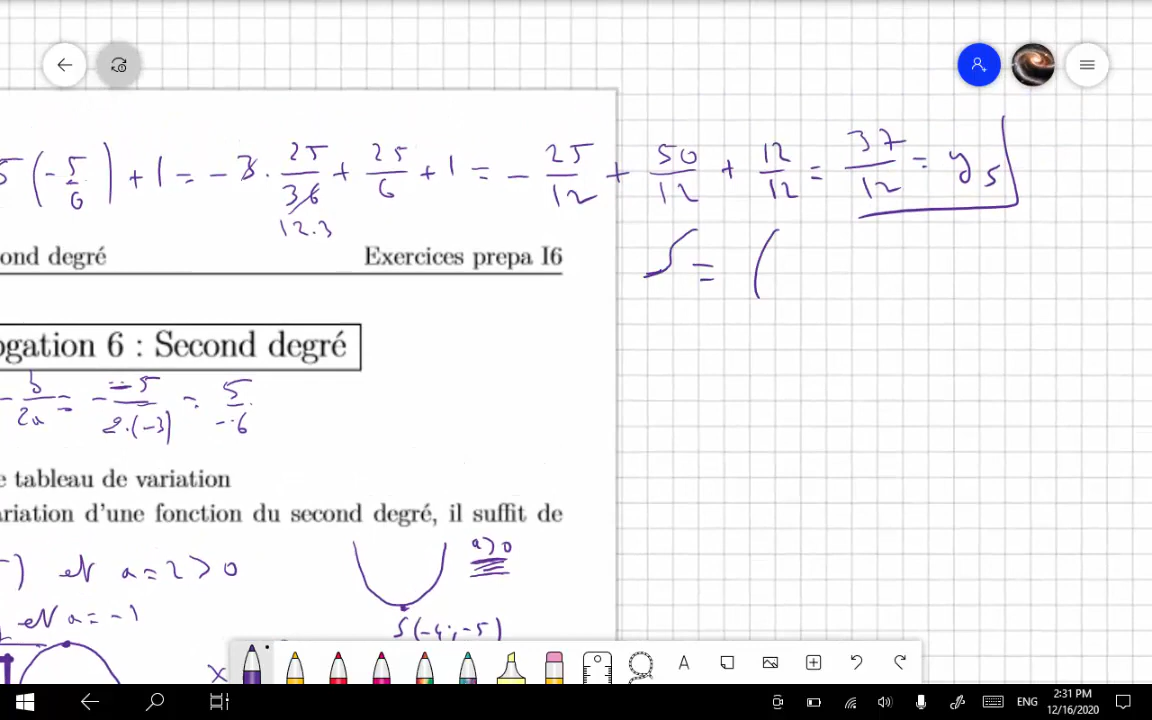 5 (-5/6) + 1 = -3 · 25/36 + 25/6 + 1 = - 25/12 + 50/12 + 12/12 = 37/12 = y s
12.3
ond degré Exercices prepa I6
S = (
ogation 6 : Second degré
- b/2a = - -5/2·(-3) = 5/-6
e tableau de variation
ariation d'une fonction du second degré, il suffit de
) et a = 2 > 0
a > 0
et a = -1
S(-4 ; -5)
x
A
ENG
2:31 PM
12/16/2020